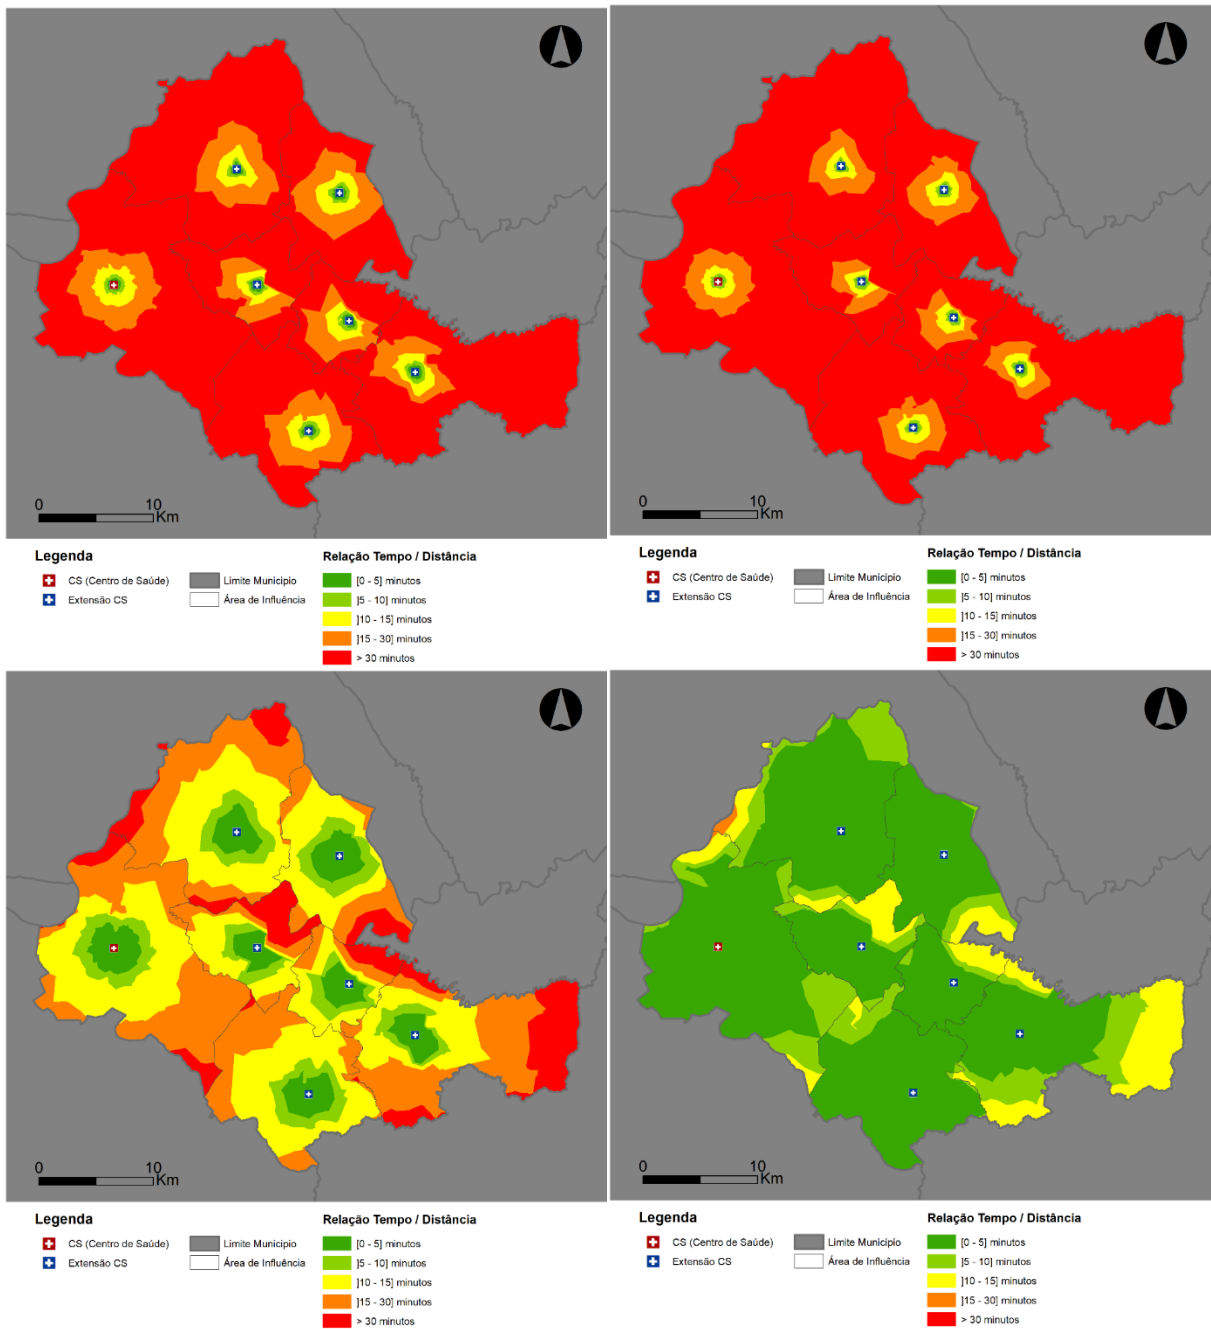 0 10
Km
Legenda
CS (Centro de Saúde)
Extensão CS
Limite Municipio
Área de Influência
Relação Tempo / Distância
[0 - 5] minutos
]5 - 10] minutos
]10 - 15] minutos
]15 - 30] minutos
> 30 minutos
0 10
Km
Legenda
CS (Centro de Saúde)
Extensão CS
Limite Municipio
Área de Influência
Relação Tempo / Distância
[0 - 5] minutos
]5 - 10] minutos
]10 - 15] minutos
]15 - 30] minutos
> 30 minutos
0 10
Km
Legenda
CS (Centro de Saúde)
Extensão CS
Limite Municipio
Área de Influência
Relação Tempo / Distância
[0 - 5] minutos
]5 - 10] minutos
]10 - 15] minutos
]15 - 30] minutos
> 30 minutos
0 10
Km
Legenda
CS (Centro de Saúde)
Extensão CS
Limite Municipio
Área de Influência
Relação Tempo / Distância
[0 - 5] minutos
]5 - 10] minutos
]10 - 15] minutos
]15 - 30] minutos
> 30 minutos